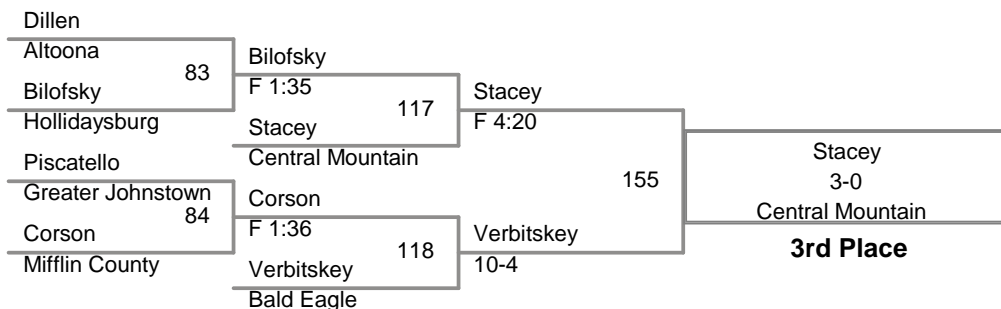 Dillen
Altoona
83
Bilofsky
Hollidaysburg
Piscatello
Greater Johnstown
84
Corson
Mifflin County
Bilofsky
F 1:35
117
Stacey
Central Mountain
Corson
F 1:36
118
Verbitskey
Bald Eagle
Stacey
F 4:20
155
Verbitskey
10-4
Stacey
3-0
Central Mountain
3rd Place